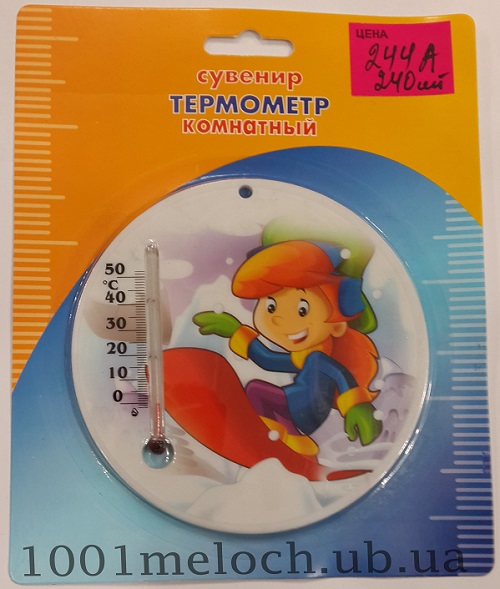 ЦЕНА
244А
240шт
сувенир
ТЕРМОМЕТР
комнатный
50
°C
40
30
20
10
0
1001meloch.ub.ua